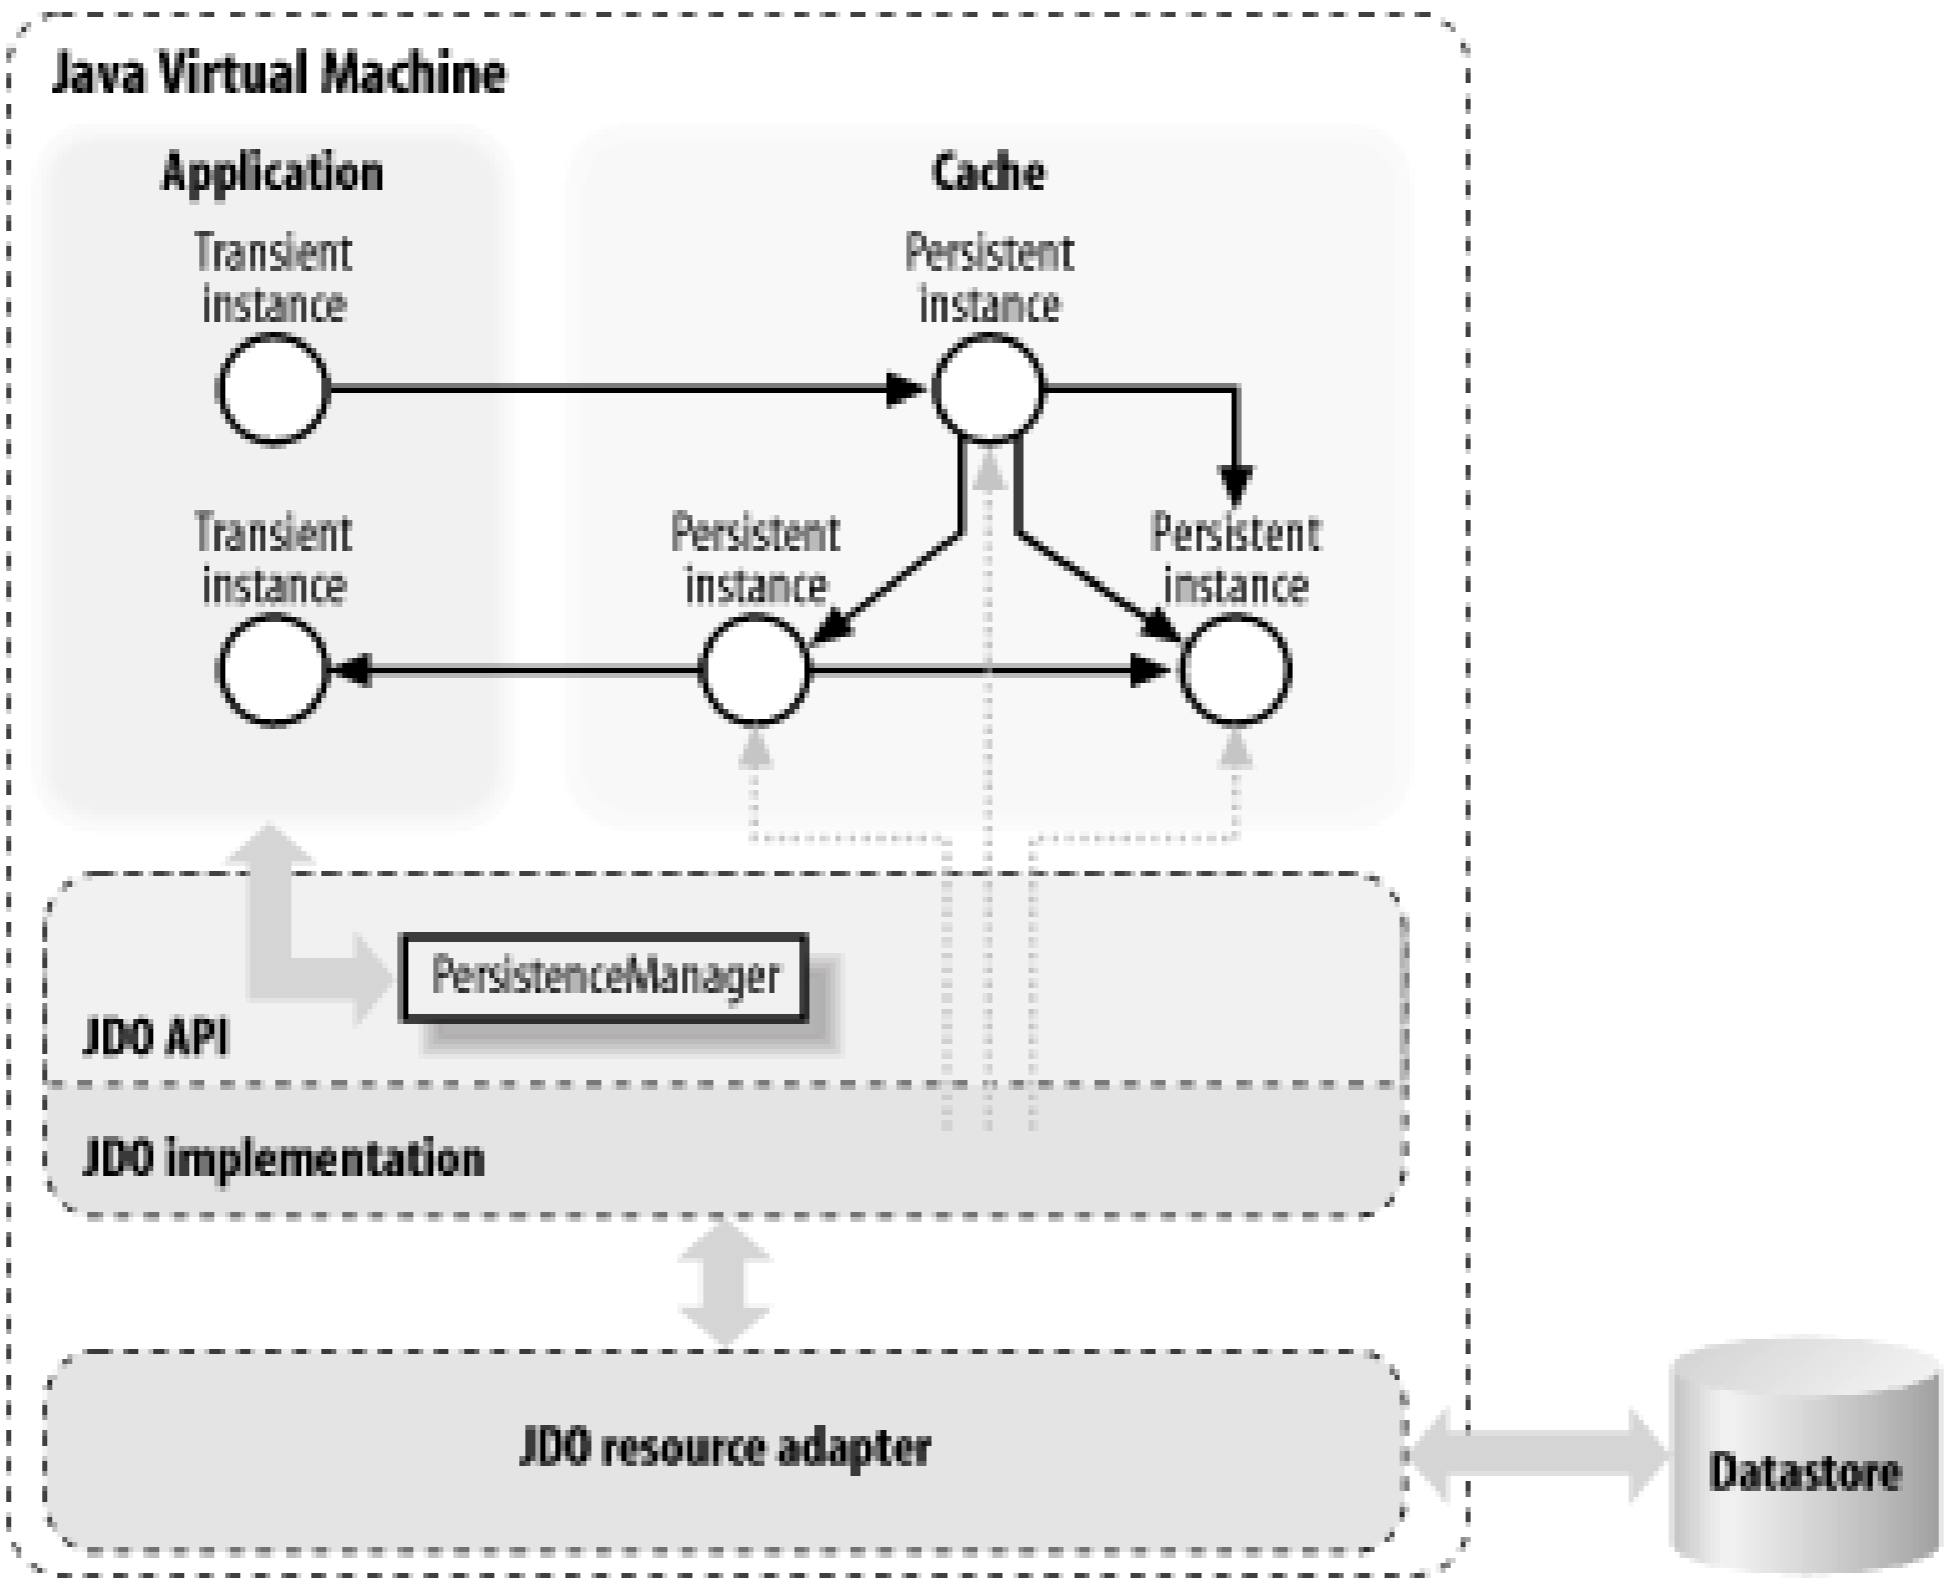 Java Virtual Machine
Application
Cache
Transient
instance
Persistent
instance
Transient
instance
Persistent
instance
Persistent
instance
PersistenceManager
JDO API
JDO implementation
JDO resource adapter
Datastore